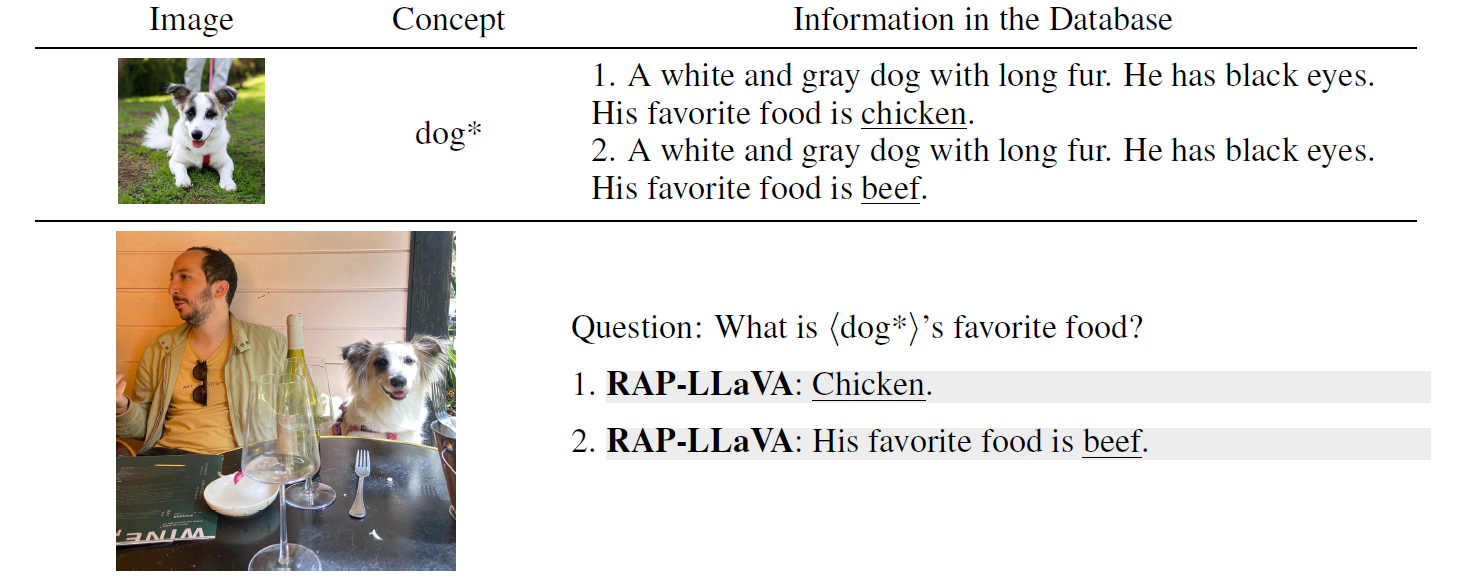 Image Concept Information in the Database
dog*
1. A white and gray dog with long fur. He has black eyes.
His favorite food is chicken.
2. A white and gray dog with long fur. He has black eyes.
His favorite food is beef.
Question: What is ⟨dog*⟩’s favorite food?
1. RAP-LLaVA: Chicken.
2. RAP-LLaVA: His favorite food is beef.